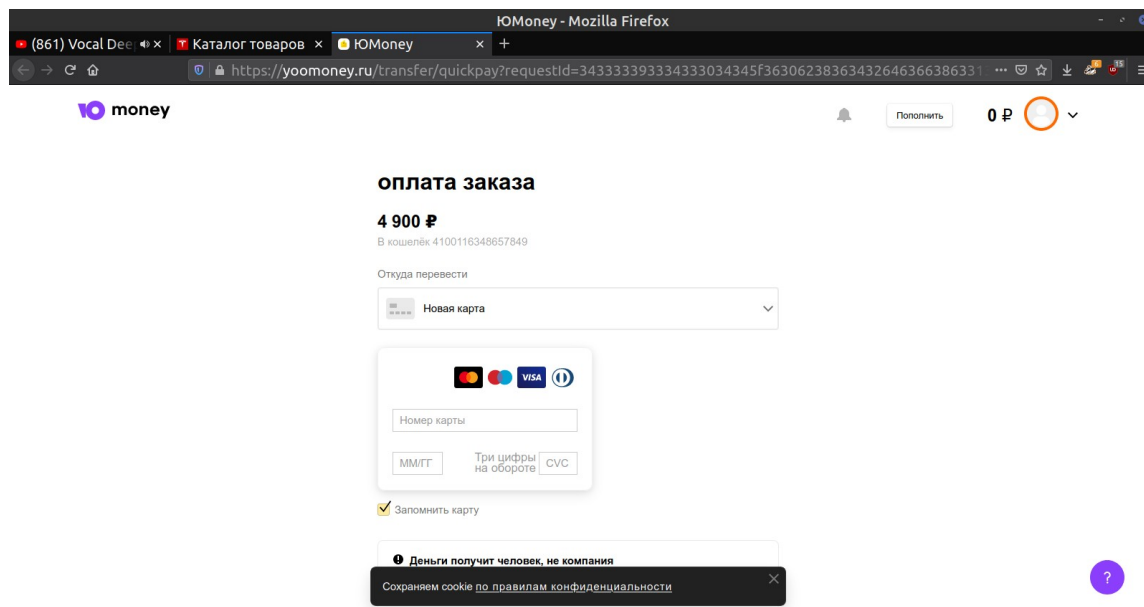 ЮMoney - Mozilla Firefox
(861) Vocal Dee
Каталог товаров
ЮMoney
https://yoomoney.ru/transfer/quickpay?requestId=
money
Пополнить
0 ₽
оплата заказа
4 900 ₽
В кошелёк 4100116348657849
Откуда перевести
Новая карта
VISA
Номер карты
ММ/ГГ
Три цифры
на обороте
CVC
Запомнить карту
Деньги получит человек, не компания
Сохраняем cookie по правилам конфиденциальности
?